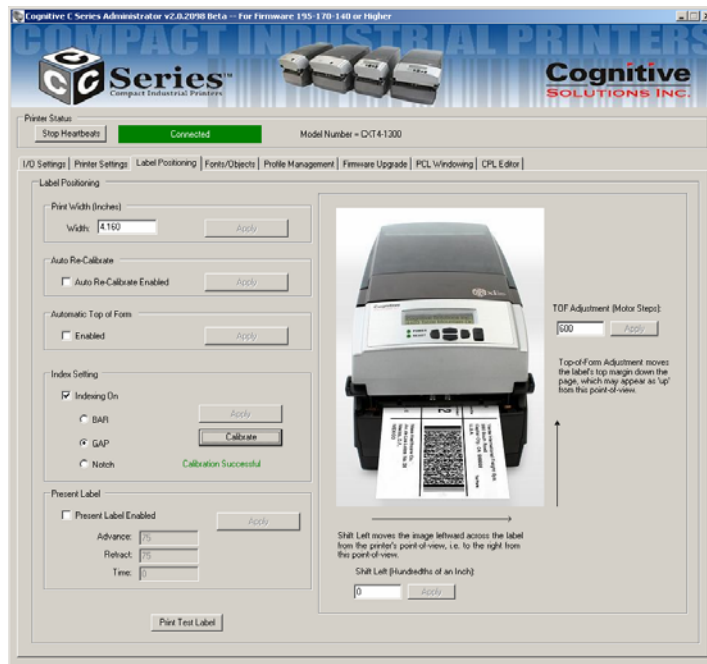 Cognitive C Series Administrator v2.0.2098 Beta -- For Firmware 195-170-140 or Higher
COMPACT INDUSTRIAL PRINTERS
C C C Series™
Compact Industrial Printers
Cognitive
SOLUTIONS INC.
Printer Status
Stop Heartbeats Connected Model Number = CXT4-1300
I/O Settings Printer Settings Label Positioning Fonts/Objects Profile Management Firmware Upgrade PCL Windowing CPL Editor
Label Positioning
Print Width (Inches)
Width: 4.160 Apply
Auto Re-Calibrate
Auto Re-Calibrate Enabled Apply
Automatic Top of Form
Enabled Apply
Index Setting
Indexing On
BAR Apply
GAP Calibrate
Notch Calibration Successful
Present Label
Present Label Enabled Apply
Advance: 75
Retract: 75
Time: 0
Print Test Label
Cognitive
POWER
READY
TOF Adjustment (Motor Steps):
600 Apply
Top-of-Form Adjustment moves
the label's top margin down the
page, which may appear as 'up'
from this point-of-view.
Shift Left moves the image leftward across the label
from the printer's point-of-view, i.e. to the right from
this point-of-view.
Shift Left (Hundredths of an Inch):
0 Apply